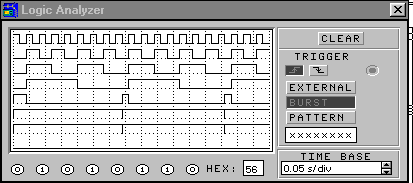 Logic Analyzer
CLEAR
TRIGGER
EXTERNAL
BURST
PATTERN
xxxxxxxx
TIME BASE
0.05 s/div
0 1 0 1 0 1 1 0 HEX: 56